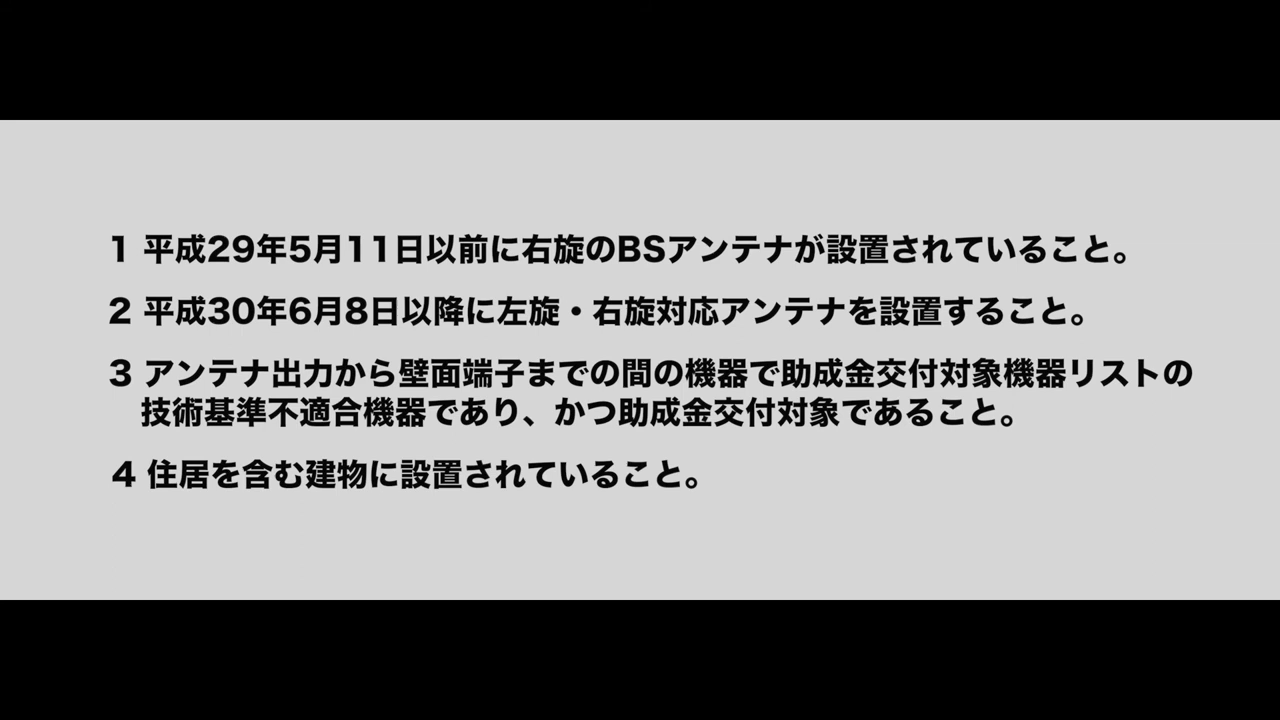 1 平成29年5月11日以前に右旋のBSアンテナが設置されていること。
2 平成30年6月8日以降に左旋・右旋対応アンテナを設置すること。
3 アンテナ出力から壁面端子までの間の機器で助成金交付対象機器リストの
技術基準不適合機器であり、かつ助成金交付対象であること。
4 住居を含む建物に設置されていること。